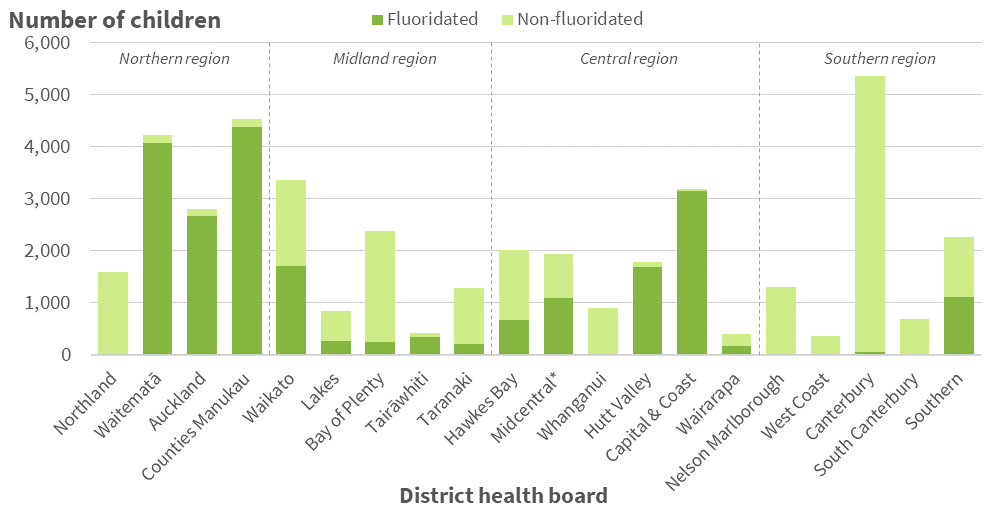 Number of children
Fluoridated Non-fluoridated
6,000
Northern region Midland region Central region Southern region
5,000
4,000
3,000
2,000
1,000
0
Northland
Waitematā
Auckland
Counties Manukau
Waikato
Lakes
Bay of Plenty
Tairāwhiti
Taranaki
Hawkes Bay
Midcentral*
Whanganui
Hutt Valley
Capital & Coast
Wairarapa
Nelson Marlborough
West Coast
Canterbury
South Canterbury
Southern
District health board